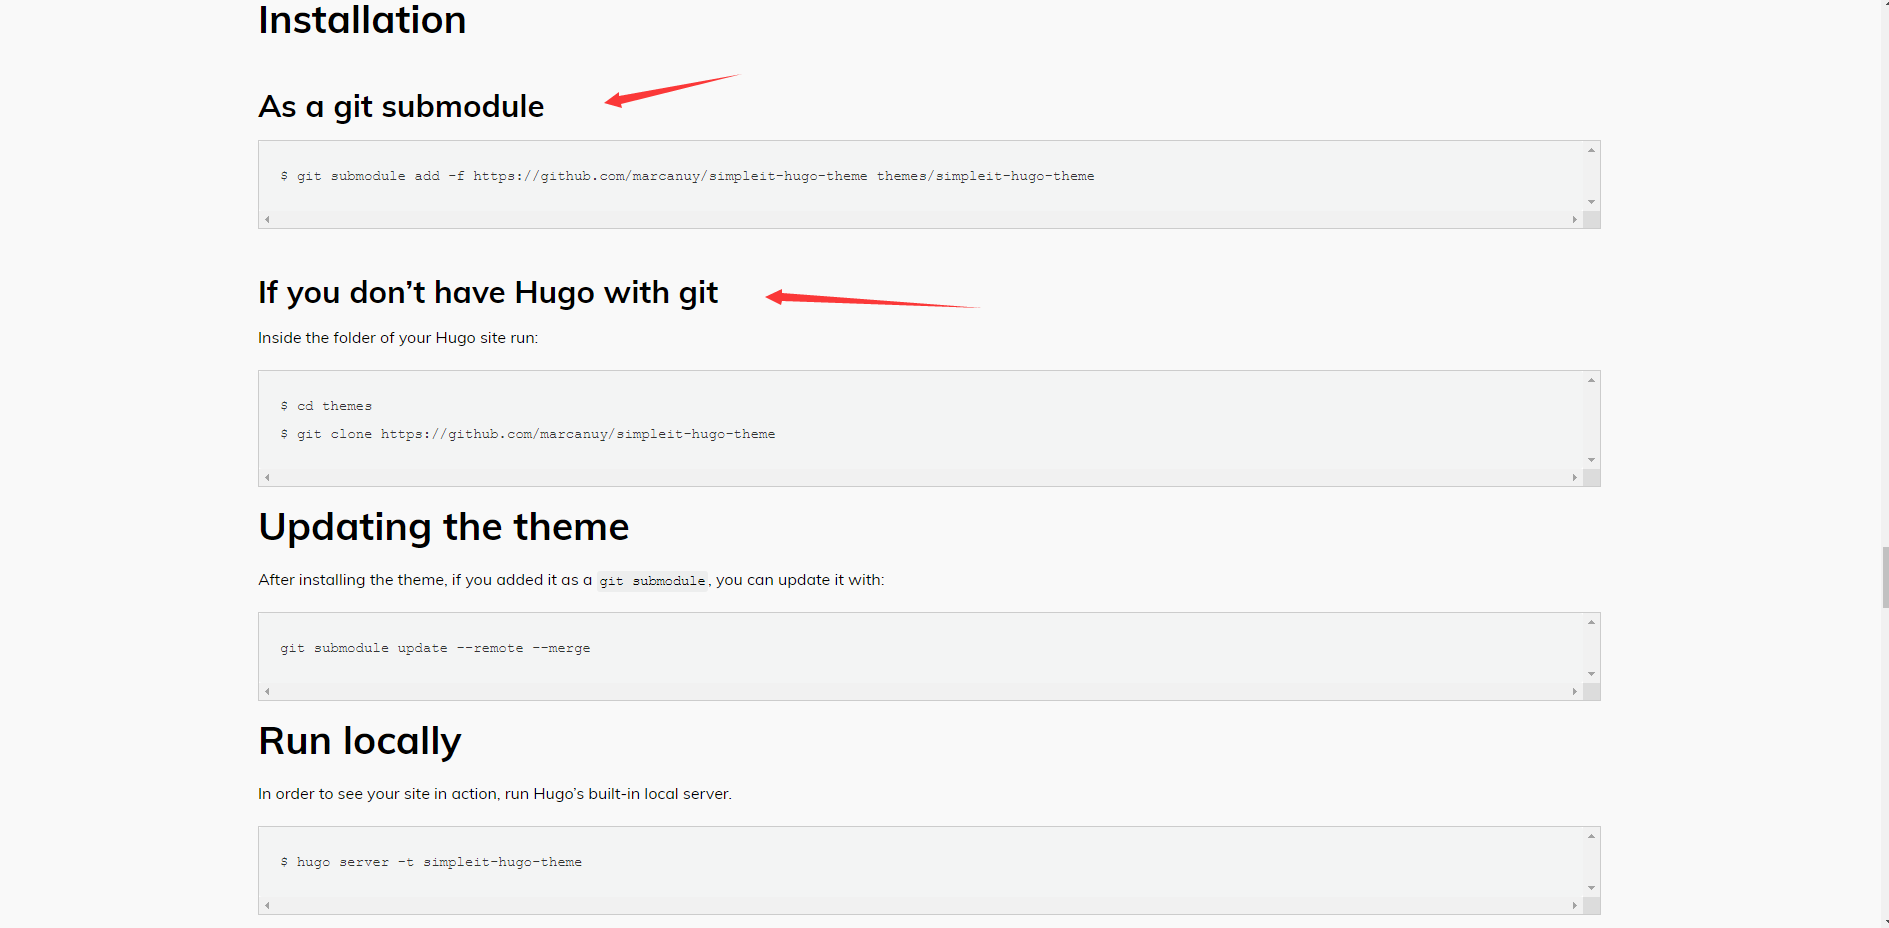 Installation
As a git submodule
$ git submodule add -f https://github.com/marcanuy/simpleit-hugo-theme themes/simpleit-hugo-theme
If you don’t have Hugo with git
Inside the folder of your Hugo site run:
$ cd themes
$ git clone https://github.com/marcanuy/simpleit-hugo-theme
Updating the theme
After installing the theme, if you added it as a git submodule, you can update it with:
git submodule update --remote --merge
Run locally
In order to see your site in action, run Hugo’s built-in local server.
$ hugo server -t simpleit-hugo-theme